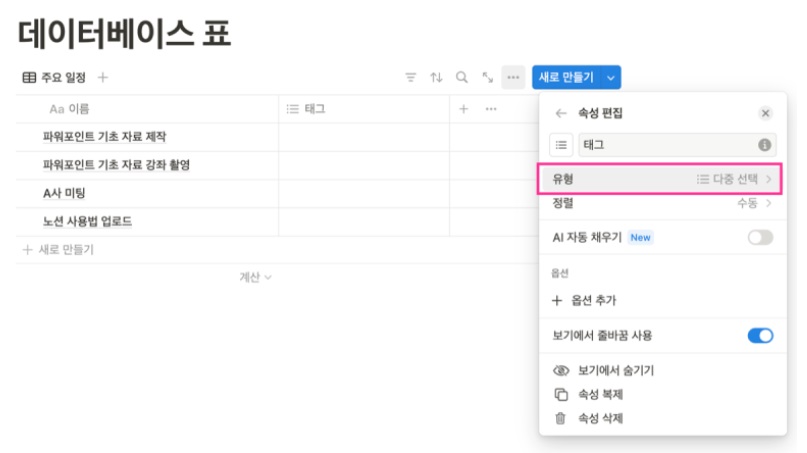 데이터베이스 표
주요 일정
새로 만들기
Aa 이름
태그
파워포인트 기초 자료 제작
파워포인트 기초 자료 강좌 촬영
A사 미팅
노션 사용법 업로드
+ 새로 만들기
계산
속성 편집
태그
유형 다중 선택
정렬 수동
AI 자동 채우기 New
옵션
+ 옵션 추가
보기에서 줄바꿈 사용
보기에서 숨기기
속성 복제
속성 삭제